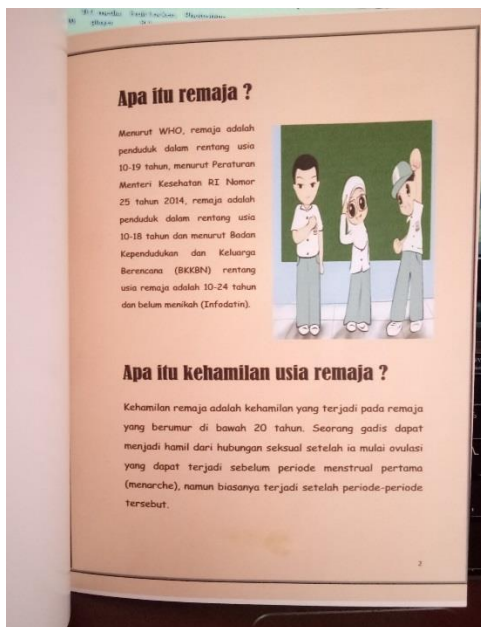 Apa itu remaja ?
Menurut WHO, remaja adalah
penduduk dalam rentang usia
10-19 tahun, menurut Peraturan
Menteri Kesehatan RI Nomor
25 tahun 2014, remaja adalah
penduduk dalam rentang usia
10-18 tahun dan menurut Badan
Kependudukan dan Keluarga
Berencana (BKKBN) rentang
usia remaja adalah 10-24 tahun
dan belum menikah (Infodatin).
Apa itu kehamilan usia remaja ?
Kehamilan remaja adalah kehamilan yang terjadi pada remaja
yang berumur di bawah 20 tahun. Seorang gadis dapat
menjadi hamil dari hubungan seksual setelah ia mulai ovulasi
yang dapat terjadi sebelum periode menstrual pertama
(menarche), namun biasanya terjadi setelah periode-periode
tersebut.
2